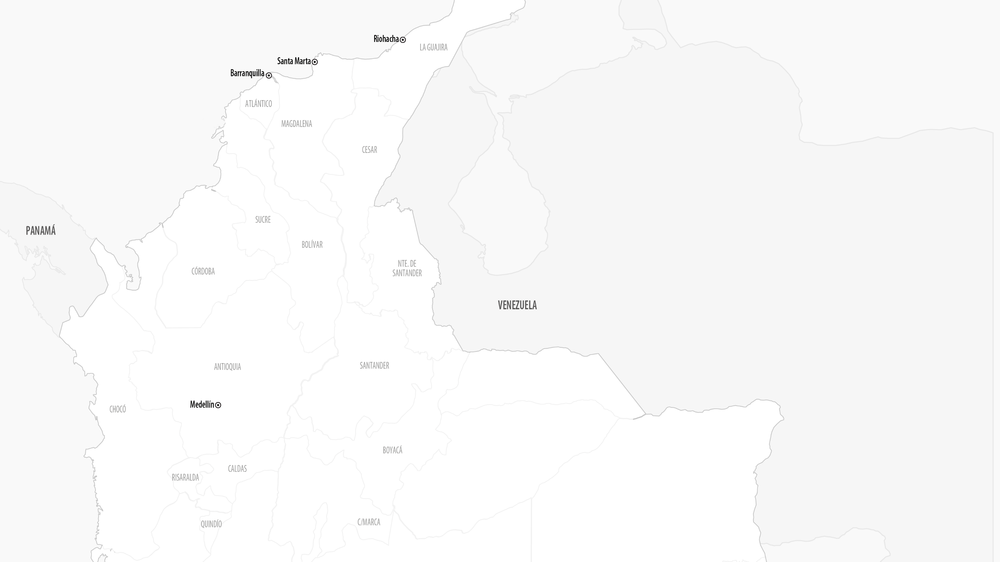 Riohacha
LA GUAJIRA
Santa Marta
Barranquilla
ATLÁNTICO
MAGDALENA
CESAR
SUCRE
PANAMÁ
BOLÍVAR
NTE. DE
SANTANDER
CÓRDOBA
VENEZUELA
ANTIOQUIA
SANTANDER
Medellín
CHOCÓ
BOYACÁ
CALDAS
RISARALDA
C/MARCA
QUINDÍO